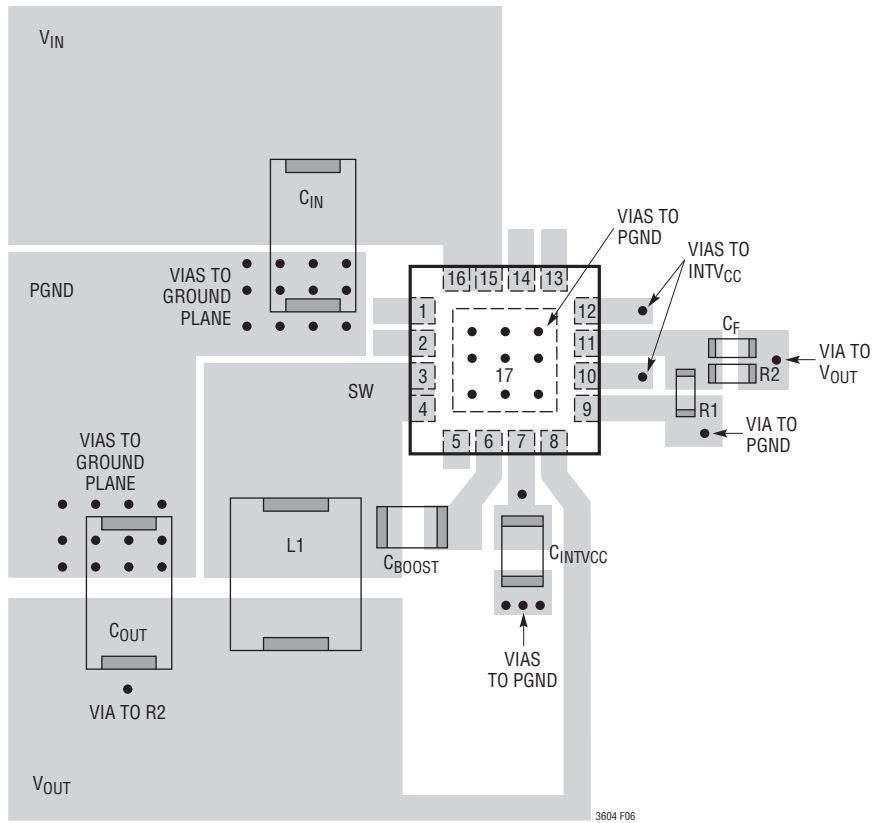 VIN
CIN
VIAS TO
PGND
VIAS TO
INTVCC
PGND
VIAS TO
GROUND
PLANE
16 15 14 13
1
2
3
4
12
11
10
9
17
5 6 7 8
SW
CF
R2
R1
VIA TO
VOUT
VIA TO
PGND
VIAS TO
GROUND
PLANE
L1
CBOOST
CINTVCC
COUT
VIAS
TO PGND
VIA TO R2
VOUT
3604 F06